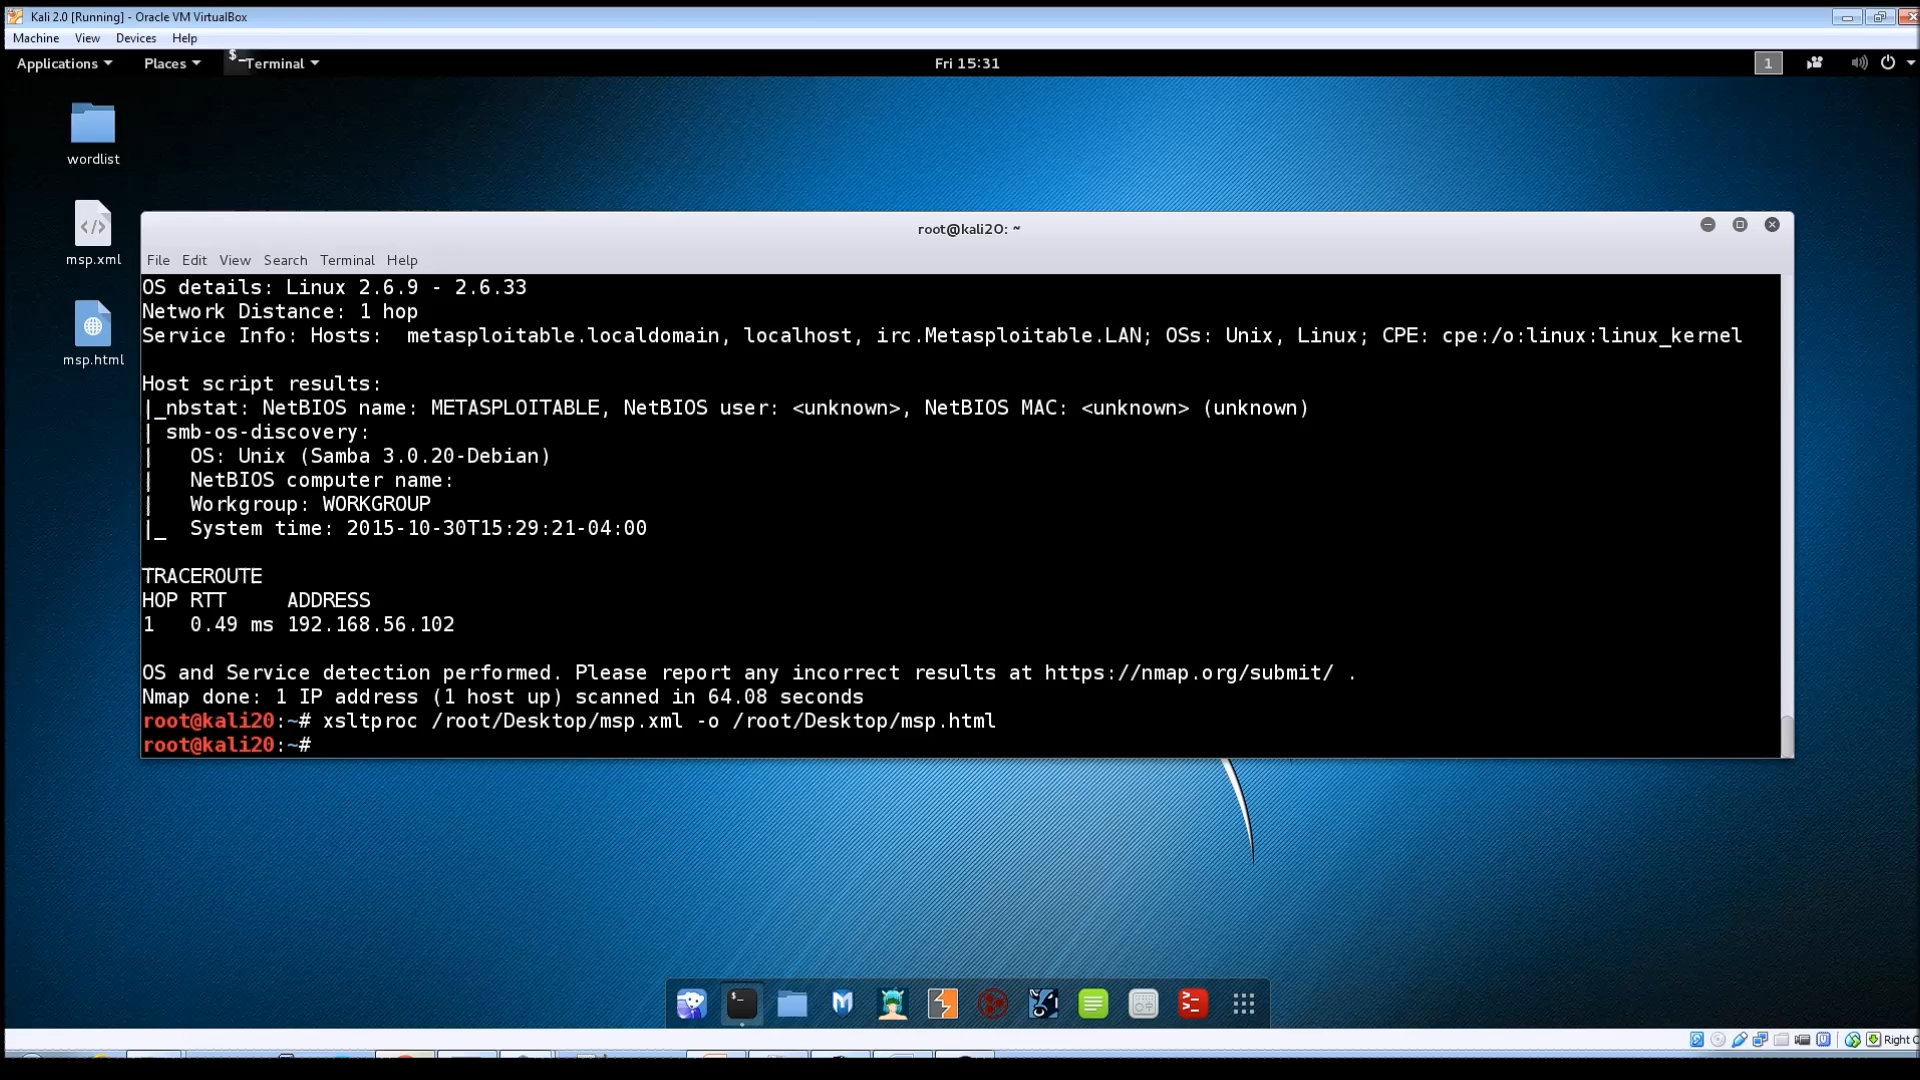 Kali 2.0 [Running] - Oracle VM VirtualBox
Machine View Devices Help
Applications Places Terminal Fri 15:31 1
wordlist
msp.xml
msp.html
root@kali20: ~
File Edit View Search Terminal Help
OS details: Linux 2.6.9 - 2.6.33
Network Distance: 1 hop
Service Info: Hosts:  metasploitable.localdomain, localhost, irc.Metasploitable.LAN; OSs: Unix, Linux; CPE: cpe:/o:linux:linux_kernel
Host script results:
|_nbstat: NetBIOS name: METASPLOITABLE, NetBIOS user: <unknown>, NetBIOS MAC: <unknown> (unknown)
| smb-os-discovery:
|   OS: Unix (Samba 3.0.20-Debian)
|   NetBIOS computer name:
|   Workgroup: WORKGROUP
|_  System time: 2015-10-30T15:29:21-04:00
TRACEROUTE
HOP RTT     ADDRESS
1   0.49 ms 192.168.56.102
OS and Service detection performed. Please report any incorrect results at https://nmap.org/submit/ .
Nmap done: 1 IP address (1 host up) scanned in 64.08 seconds
root@kali20:~# xsltproc /root/Desktop/msp.xml -o /root/Desktop/msp.html
root@kali20:~#
Right